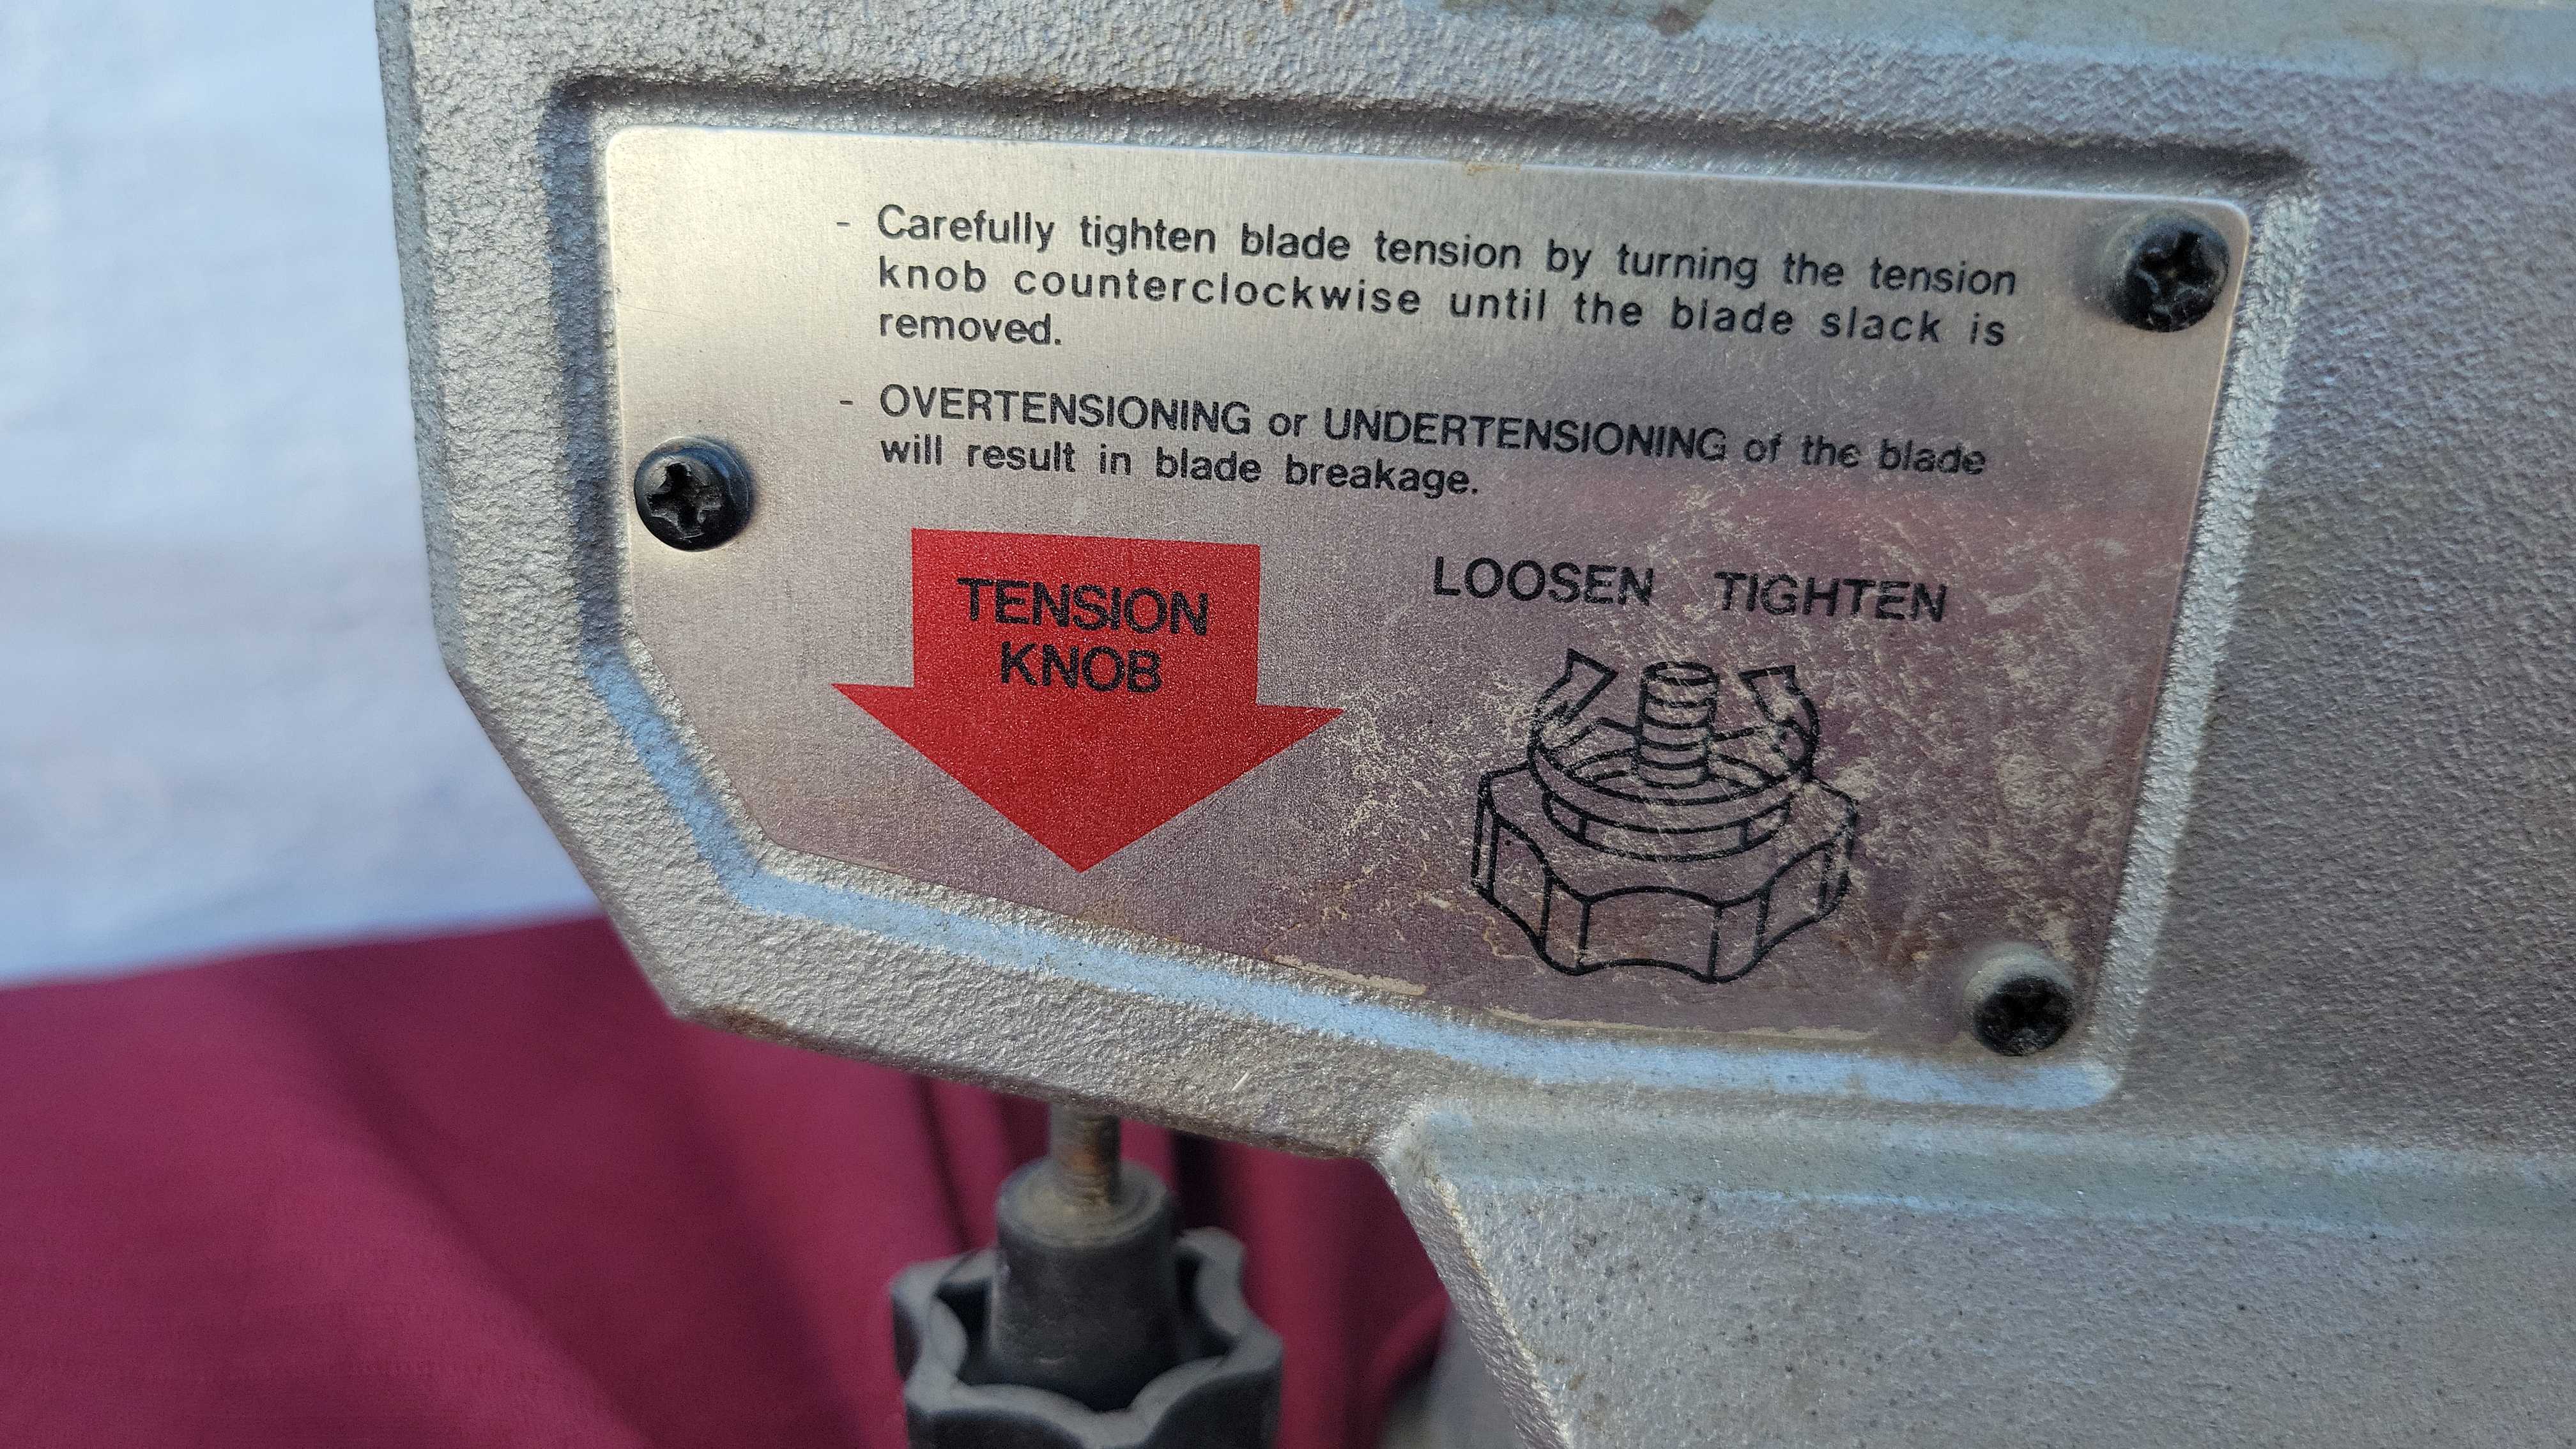 - Carefully tighten blade tension by turning the tension
knob counterclockwise until the blade slack is
removed.
- OVERTENSIONING or UNDERTENSIONING of the blade
will result in blade breakage.
TENSION
KNOB
LOOSEN TIGHTEN